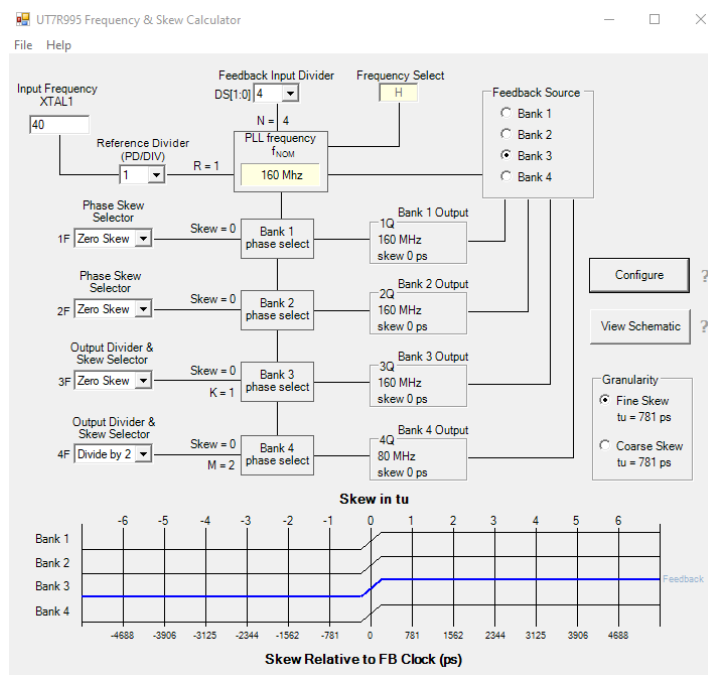 UT7R995 Frequency & Skew Calculator
File Help
Input Frequency
XTAL1
40
Feedback Input Divider
DS[1:0] 4
N = 4
Frequency Select
H
Reference Divider
(PD/DIV)
1
R = 1
PLL frequency
fNOM
160 Mhz
Feedback Source
Bank 1
Bank 2
Bank 3
Bank 4
Phase Skew
Selector
1F Zero Skew
Skew = 0
Bank 1
phase select
Bank 1 Output
1Q
160 MHz
skew 0 ps
Phase Skew
Selector
2F Zero Skew
Skew = 0
Bank 2
phase select
Bank 2 Output
2Q
160 MHz
skew 0 ps
Output Divider &
Skew Selector
3F Zero Skew
Skew = 0
K = 1
Bank 3
phase select
Bank 3 Output
3Q
160 MHz
skew 0 ps
Output Divider &
Skew Selector
4F Divide by 2
Skew = 0
M = 2
Bank 4
phase select
Bank 4 Output
4Q
80 MHz
skew 0 ps
Configure ?
View Schematic ?
Granularity
Fine Skew
tu = 781 ps
Coarse Skew
tu = 781 ps
Skew in tu
-6 -5 -4 -3 -2 -1 0 1 2 3 4 5 6
Bank 1
Bank 2
Bank 3
Feedback
Bank 4
-4688 -3906 -3125 -2344 -1562 -781 0 781 1562 2344 3125 3906 4688
Skew Relative to FB Clock (ps)